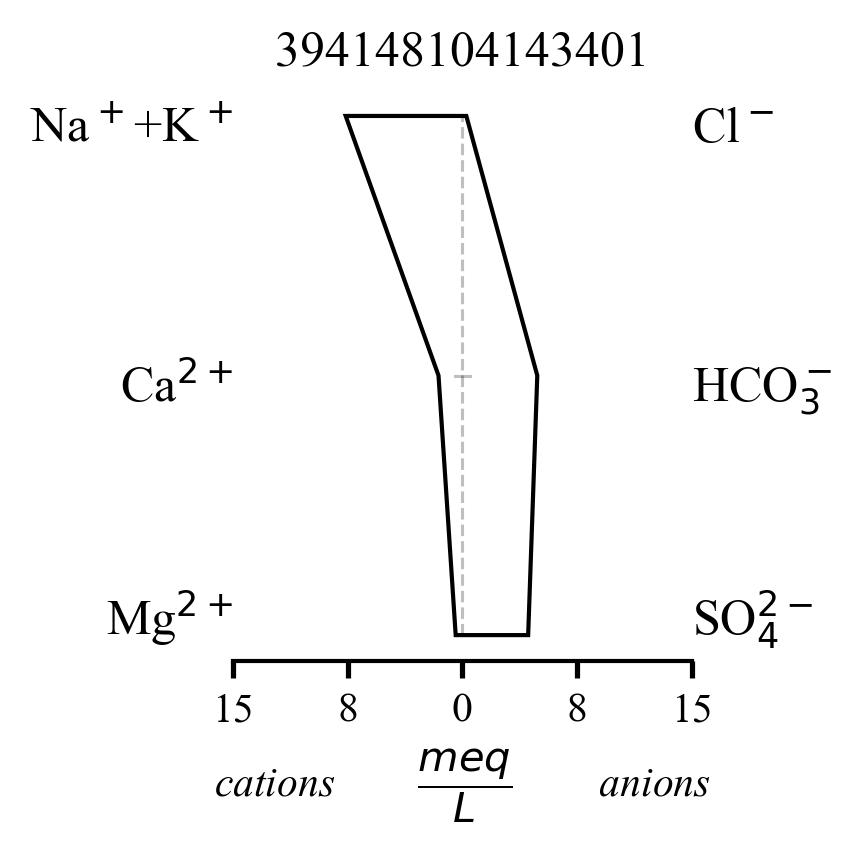 394148104143401
Na⁺+K⁺ Cl⁻
Ca²⁺ HCO₃⁻
Mg²⁺ SO₄²⁻
15 8 0 8 15
cations meq/L anions